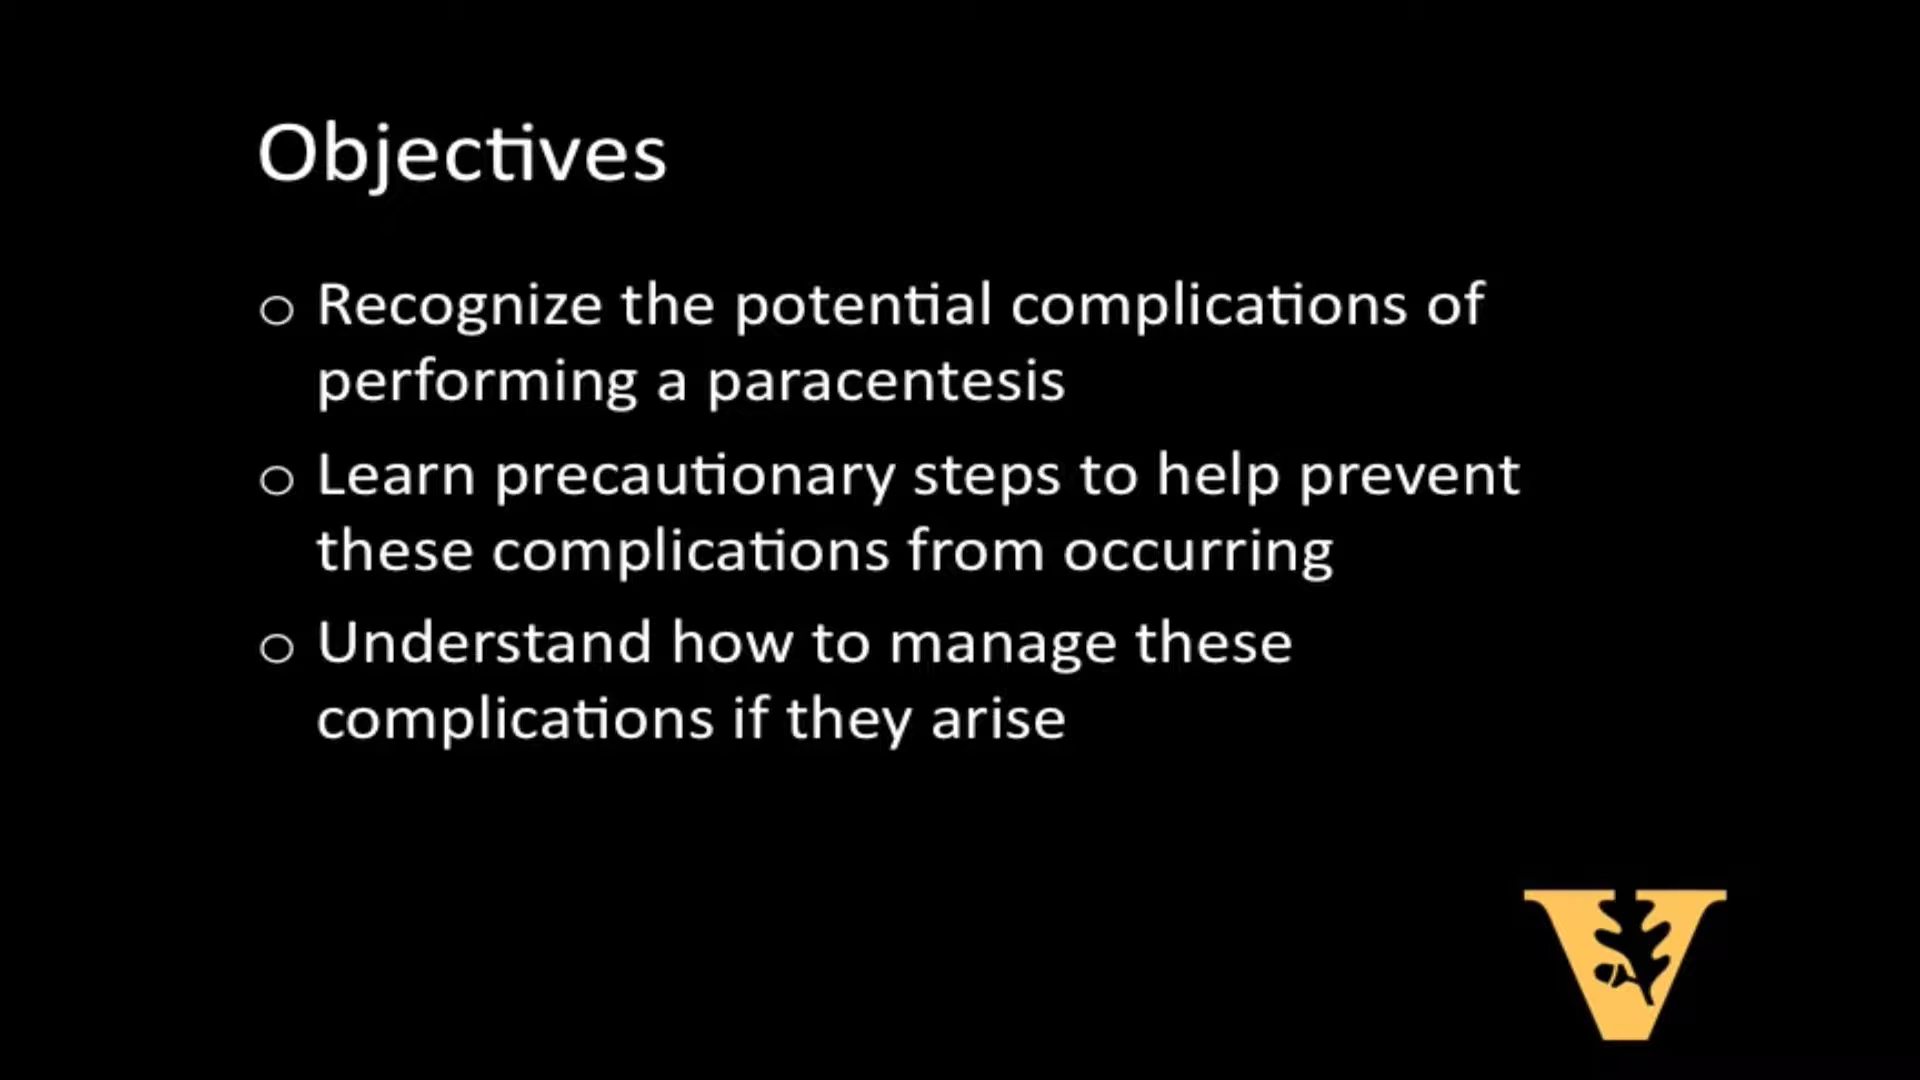 Objectives
o Recognize the potential complications of
performing a paracentesis
o Learn precautionary steps to help prevent
these complications from occurring
o Understand how to manage these
complications if they arise
V